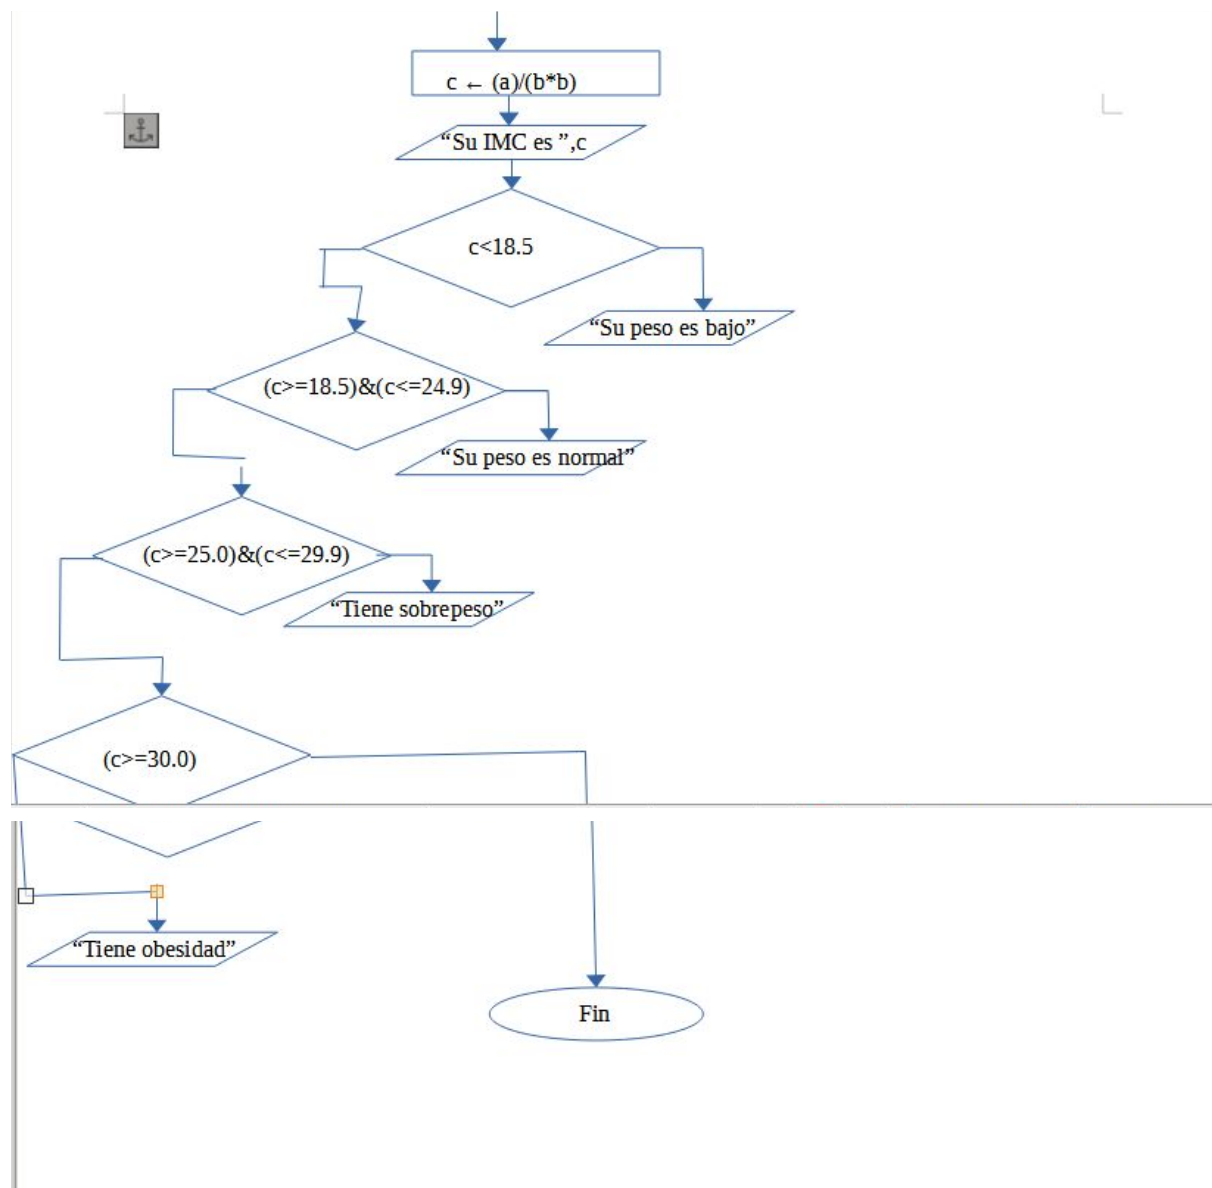 c ← (a)/(b*b)
“Su IMC es ”,c
c<18.5
“Su peso es bajo”
(c>=18.5)&(c<=24.9)
“Su peso es normal”
(c>=25.0)&(c<=29.9)
“Tiene sobrepeso”
(c>=30.0)
“Tiene obesidad”
Fin